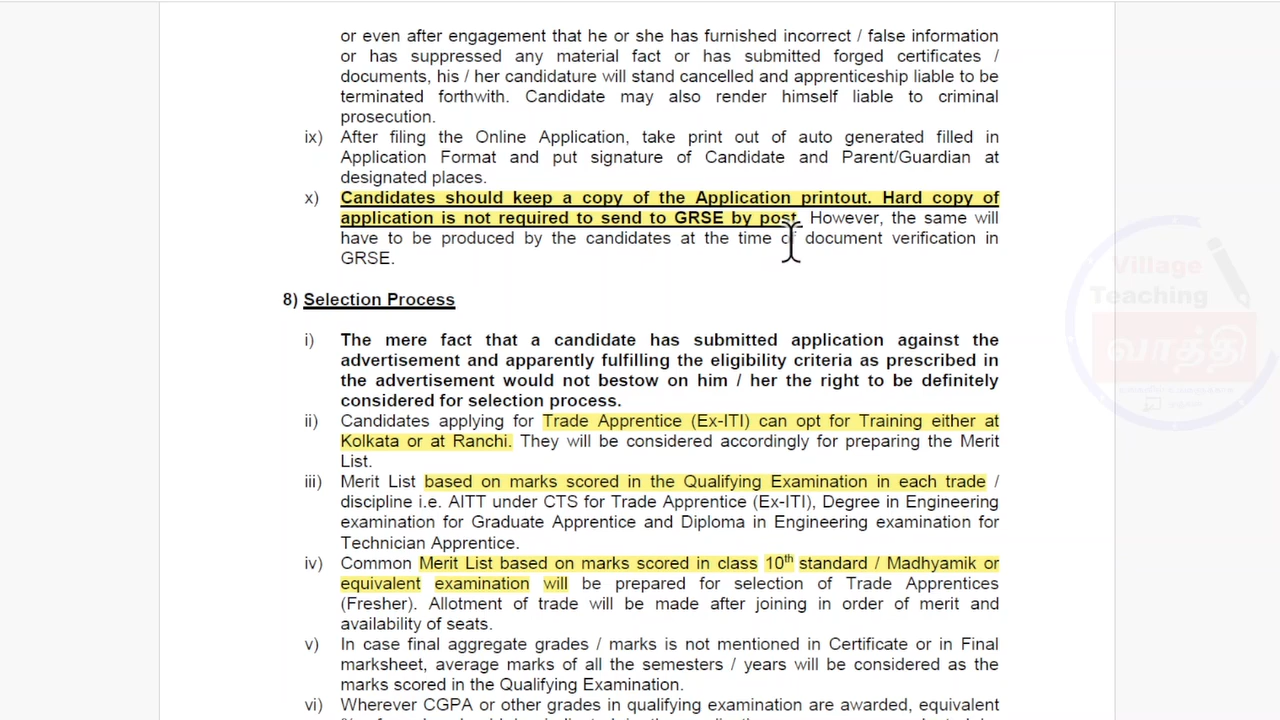 or even after engagement that he or she has furnished incorrect / false information
or has suppressed any material fact or has submitted forged certificates /
documents, his / her candidature will stand cancelled and apprenticeship liable to be
terminated forthwith. Candidate may also render himself liable to criminal
prosecution.
ix) After filing the Online Application, take print out of auto generated filled in
Application Format and put signature of Candidate and Parent/Guardian at
designated places.
x) Candidates should keep a copy of the Application printout. Hard copy of
application is not required to send to GRSE by post. However, the same will
have to be produced by the candidates at the time of document verification in
GRSE.
8) Selection Process
i) The mere fact that a candidate has submitted application against the
advertisement and apparently fulfilling the eligibility criteria as prescribed in
the advertisement would not bestow on him / her the right to be definitely
considered for selection process.
ii) Candidates applying for Trade Apprentice (Ex-ITI) can opt for Training either at
Kolkata or at Ranchi. They will be considered accordingly for preparing the Merit
List.
iii) Merit List based on marks scored in the Qualifying Examination in each trade /
discipline i.e. AITT under CTS for Trade Apprentice (Ex-ITI), Degree in Engineering
examination for Graduate Apprentice and Diploma in Engineering examination for
Technician Apprentice.
iv) Common Merit List based on marks scored in class 10th standard / Madhyamik or
equivalent examination will be prepared for selection of Trade Apprentices
(Fresher). Allotment of trade will be made after joining in order of merit and
availability of seats.
v) In case final aggregate grades / marks is not mentioned in Certificate or in Final
marksheet, average marks of all the semesters / years will be considered as the
marks scored in the Qualifying Examination.
vi) Wherever CGPA or other grades in qualifying examination are awarded, equivalent
Village
Teaching
வாத்தி